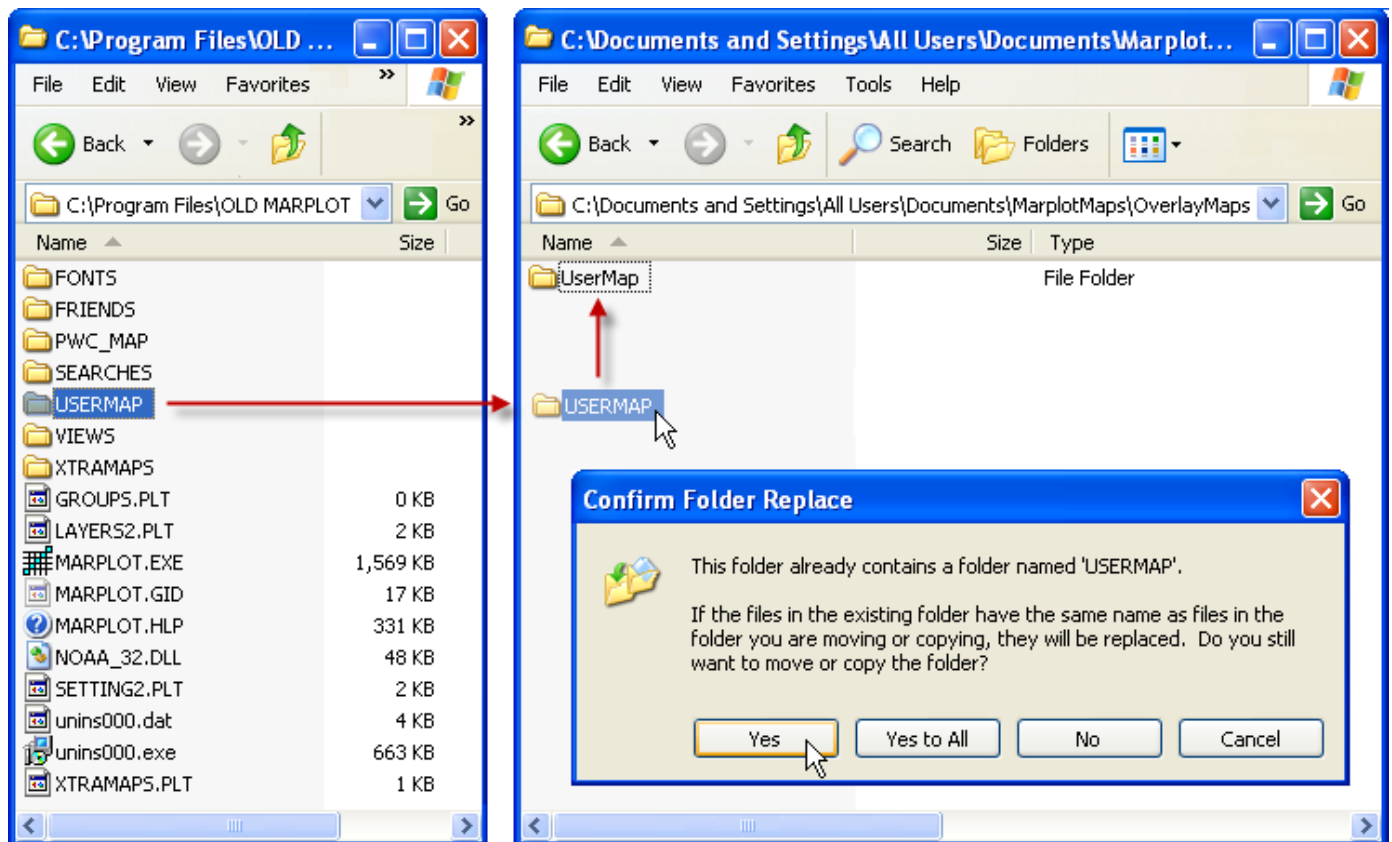 C:\Program Files\OLD ...
File Edit View Favorites »
Back »
C:\Program Files\OLD MARPLOT Go
Name Size
FONTS
FRIENDS
PWC_MAP
SEARCHES
USERMAP
VIEWS
XTRAMAPS
GROUPS.PLT 0 KB
LAYERS2.PLT 2 KB
MARPLOT.EXE 1,569 KB
MARPLOT.GID 17 KB
MARPLOT.HLP 331 KB
NOAA_32.DLL 48 KB
SETTING2.PLT 2 KB
unins000.dat 4 KB
unins000.exe 663 KB
XTRAMAPS.PLT 1 KB
C:\Documents and Settings\All Users\Documents\Marplot...
File Edit View Favorites Tools Help
Back Search Folders
C:\Documents and Settings\All Users\Documents\MarplotMaps\OverlayMaps Go
Name Size Type
UserMap File Folder
USERMAP
Confirm Folder Replace
This folder already contains a folder named 'USERMAP'.
If the files in the existing folder have the same name as files in the
folder you are moving or copying, they will be replaced. Do you still
want to move or copy the folder?
Yes Yes to All No Cancel